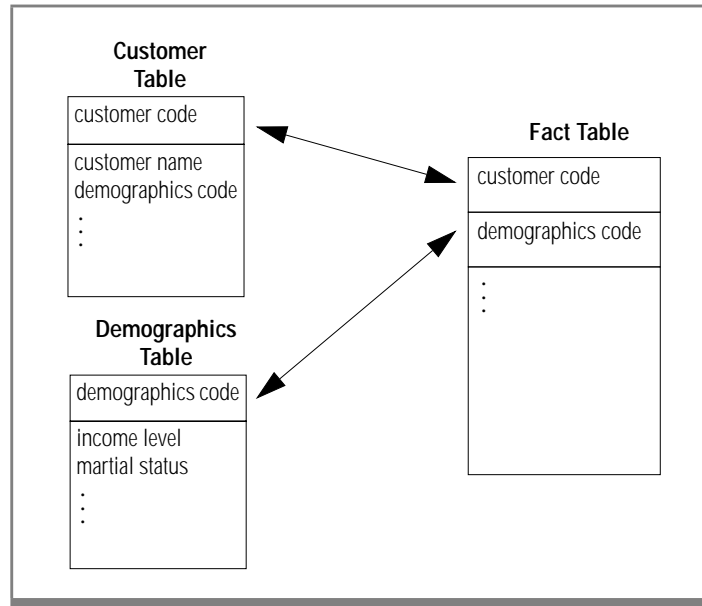 Customer
Table
customer code
customer name
demographics code
.
.
.
Demographics
Table
demographics code
income level
martial status
.
.
.
Fact Table
customer code
demographics code
.
.
.